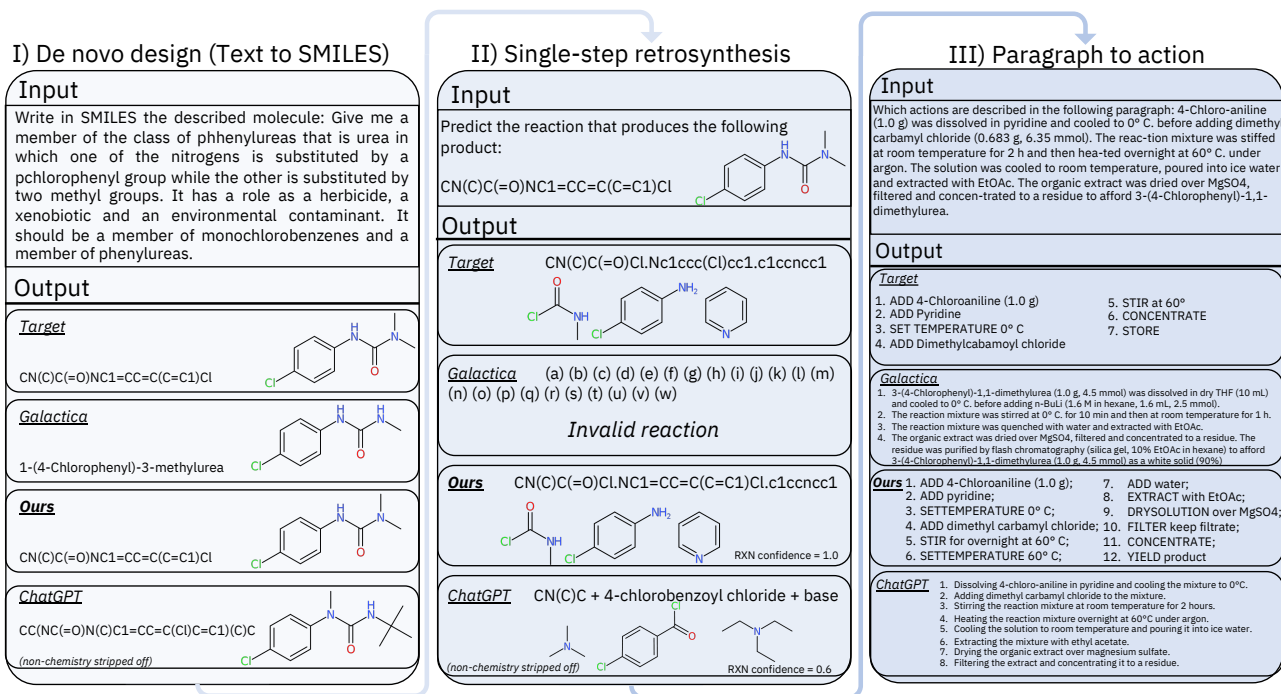 I) De novo design (Text to SMILES)
Input
Write in SMILES the described molecule: Give me a
member of the class of phhenylureas that is urea in
which one of the nitrogens is substituted by a
pchlorophenyl group while the other is substituted by
two methyl groups. It has a role as a herbicide, a
xenobiotic and an environmental contaminant. It
should be a member of monochlorobenzenes and a
member of phenylureas.
Output
Target
H
N
N
O
Cl
CN(C)C(=O)NC1=CC=C(C=C1)Cl
Galactica
H
N
H
N
O
Cl
1-(4-Chlorophenyl)-3-methylurea
Ours
H
N
N
O
Cl
CN(C)C(=O)NC1=CC=C(C=C1)Cl
ChatGPT
CC(NC(=O)N(C)C1=CC=C(Cl)C=C1)(C)C
N
H
N
O
Cl
(non-chemistry stripped off)
II) Single-step retrosynthesis
Input
Predict the reaction that produces the following
product:
CN(C)C(=O)NC1=CC=C(C=C1)Cl
H
N
N
O
Cl
Output
Target
CN(C)C(=O)Cl.Nc1ccc(Cl)cc1.c1ccncc1
O
Cl
NH
Cl
NH2
N
Galactica (a) (b) (c) (d) (e) (f) (g) (h) (i) (j) (k) (l) (m)
(n) (o) (p) (q) (r) (s) (t) (u) (v) (w)
Invalid reaction
Ours
CN(C)C(=O)Cl.NC1=CC=C(C=C1)Cl.c1ccncc1
O
Cl
NH
Cl
NH2
N
RXN confidence = 1.0
ChatGPT
CN(C)C + 4-chlorobenzoyl chloride + base
N
Cl
O
Cl
N
(non-chemistry stripped off)
RXN confidence = 0.6
III) Paragraph to action
Input
Which actions are described in the following paragraph: 4-Chloro-aniline
(1.0 g) was dissolved in pyridine and cooled to 0° C. before adding dimethyl
carbamyl chloride (0.683 g, 6.35 mmol). The reac-tion mixture was stiffed
at room temperature for 2 h and then hea-ted overnight at 60° C. under
argon. The solution was cooled to room temperature, poured into ice water
and extracted with EtOAc. The organic extract was dried over MgSO4,
filtered and concen-trated to a residue to afford 3-(4-Chlorophenyl)-1,1-
dimethylurea.
Output
Target
1. ADD 4-Chloroaniline (1.0 g)
2. ADD Pyridine
3. SET TEMPERATURE 0° C
4. ADD Dimethylcabamoyl chloride
5. STIR at 60°
6. CONCENTRATE
7. STORE
Galactica
1. 3-(4-Chlorophenyl)-1,1-dimethylurea (1.0 g, 4.5 mmol) was dissolved in dry THF (10 mL)
and cooled to 0° C. before adding n-BuLi (1.6 M in hexane, 1.6 mL, 2.5 mmol).
2. The reaction mixture was stirred at 0° C. for 10 min and then at room temperature for 1 h.
3. The reaction mixture was quenched with water and extracted with EtOAc.
4. The organic extract was dried over MgSO4, filtered and concentrated to a residue. The
residue was purified by flash chromatography (silica gel, 10% EtOAc in hexane) to afford
3-(4-Chlorophenyl)-1,1-dimethylurea (1.0 g, 4.5 mmol) as a white solid (90%)
Ours
1. ADD 4-Chloroaniline (1.0 g);
2. ADD pyridine;
3. SETTEMPERATURE 0° C;
4. ADD dimethyl carbamyl chloride;
5. STIR for overnight at 60° C;
6. SETTEMPERATURE 60° C;
7. ADD water;
8. EXTRACT with EtOAc;
9. DRYSOLUTION over MgSO4;
10. FILTER keep filtrate;
11. CONCENTRATE;
12. YIELD product
ChatGPT
1. Dissolving 4-chloro-aniline in pyridine and cooling the mixture to 0°C.
2. Adding dimethyl carbamyl chloride to the mixture.
3. Stirring the reaction mixture at room temperature for 2 hours.
4. Heating the reaction mixture overnight at 60°C under argon.
5. Cooling the solution to room temperature and pouring it into ice water.
6. Extracting the mixture with ethyl acetate.
7. Drying the organic extract over magnesium sulfate.
8. Filtering the extract and concentrating it to a residue.